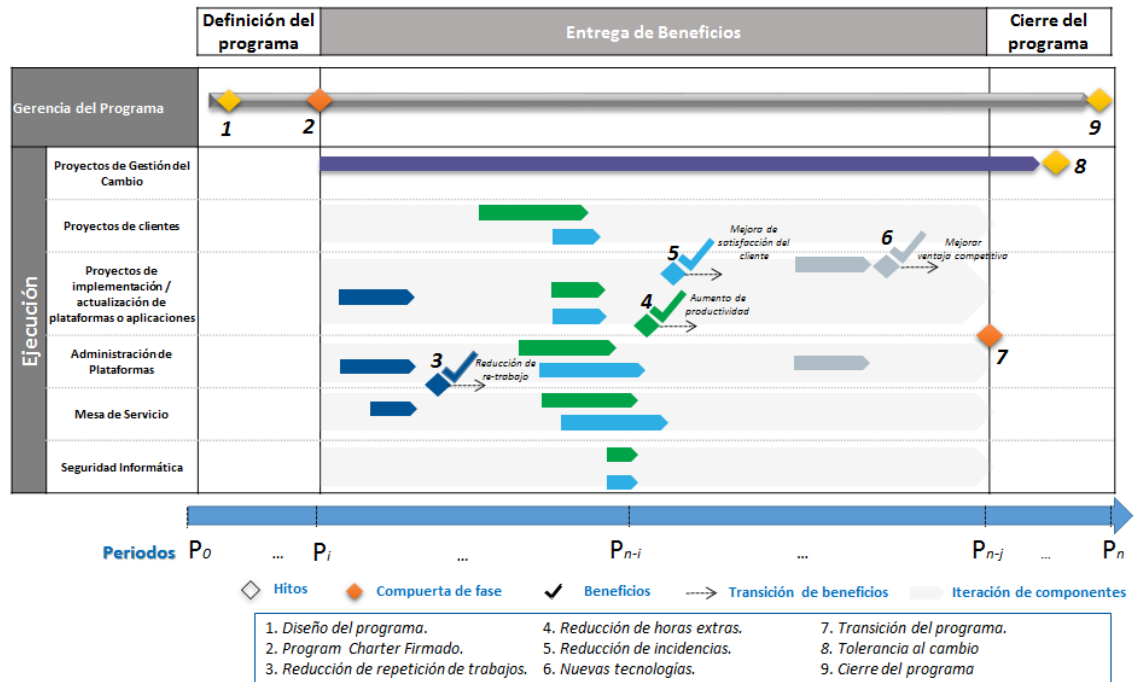 Definición del
programa
Entrega de Beneficios
Cierre del
programa
Gerencia del Programa
1
2
9
Ejecución
Proyectos de Gestión del
Cambio
8
Proyectos de clientes
5
Mejora de
satisfacción del
cliente
6
Mejorar
ventaja competitiva
Proyectos de
implementación /
actualización de
plataformas o aplicaciones
4
Aumento de
productividad
Administración de
Plataformas
3
Reducción de
re-trabajo
7
Mesa de Servicio
Seguridad Informática
Periodos P0 ... Pi ... Pn-i ... Pn-j ... Pn
Hitos Compuerta de fase Beneficios Transición de beneficios Iteración de componentes
1. Diseño del programa. 4. Reducción de horas extras. 7. Transición del programa.
2. Program Charter Firmado. 5. Reducción de incidencias. 8. Tolerancia al cambio
3. Reducción de repetición de trabajos. 6. Nuevas tecnologías. 9. Cierre del programa